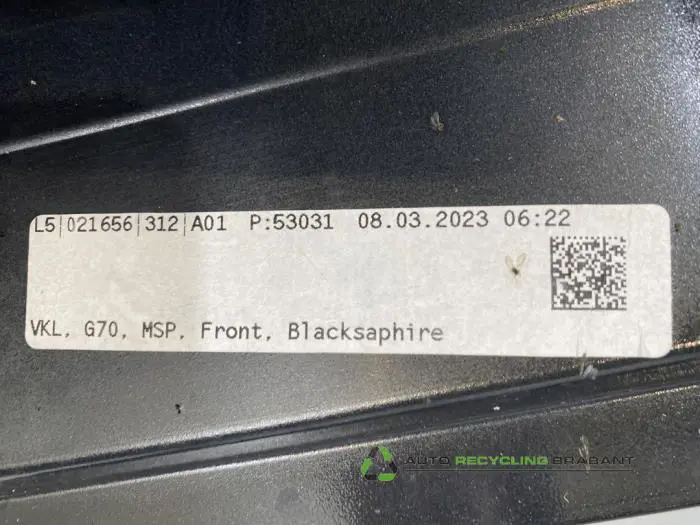 L5|021656|312|A01 P:53031 08.03.2023 06:22
VKL, G70, MSP, Front, Blacksaphire
AUTO RECYCLING BRABANT